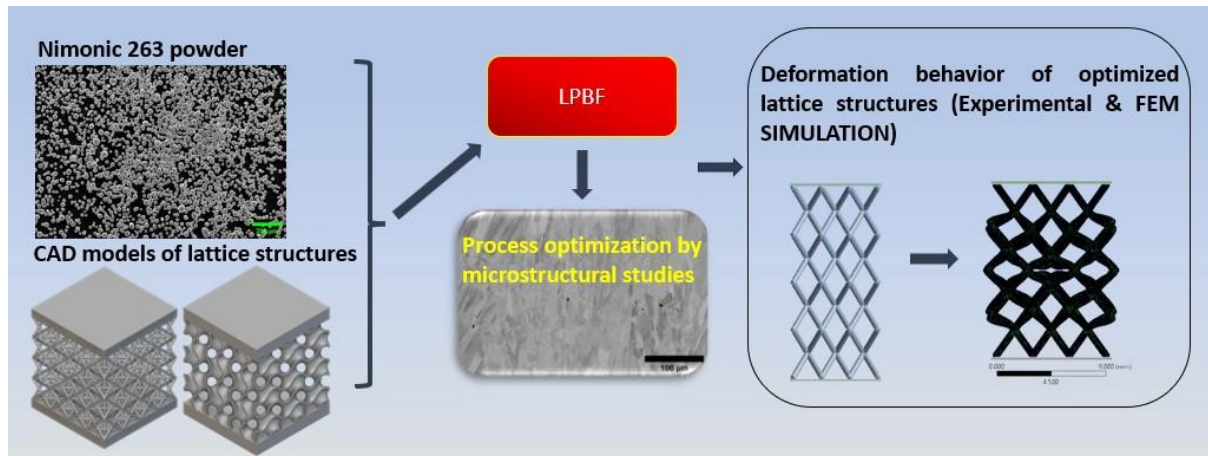 Nimonic 263 powder
CAD models of lattice structures
LPBF
Process optimization by
microstructural studies
100 µm
Deformation behavior of optimized
lattice structures (Experimental & FEM
SIMULATION)
0.000
9.000 (mm)
4.500